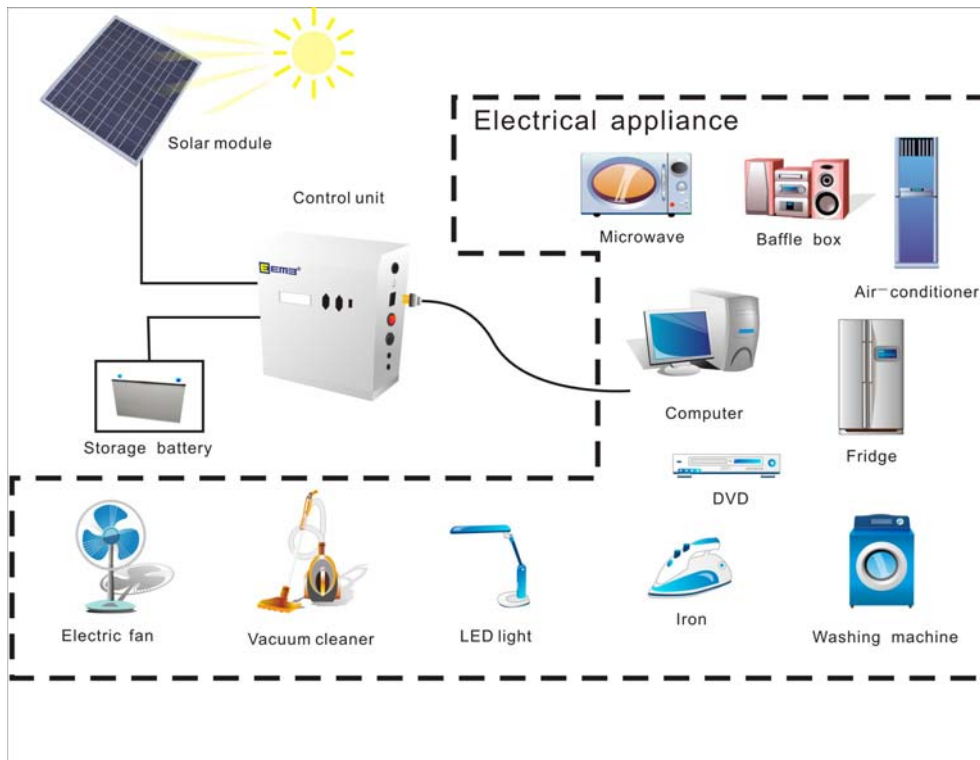 Solar module
Control unit
EEMB®
Storage battery
Electrical appliance
Microwave
Baffle box
Air-conditioner
Computer
Fridge
DVD
Electric fan
Vacuum cleaner
LED light
Iron
Washing machine